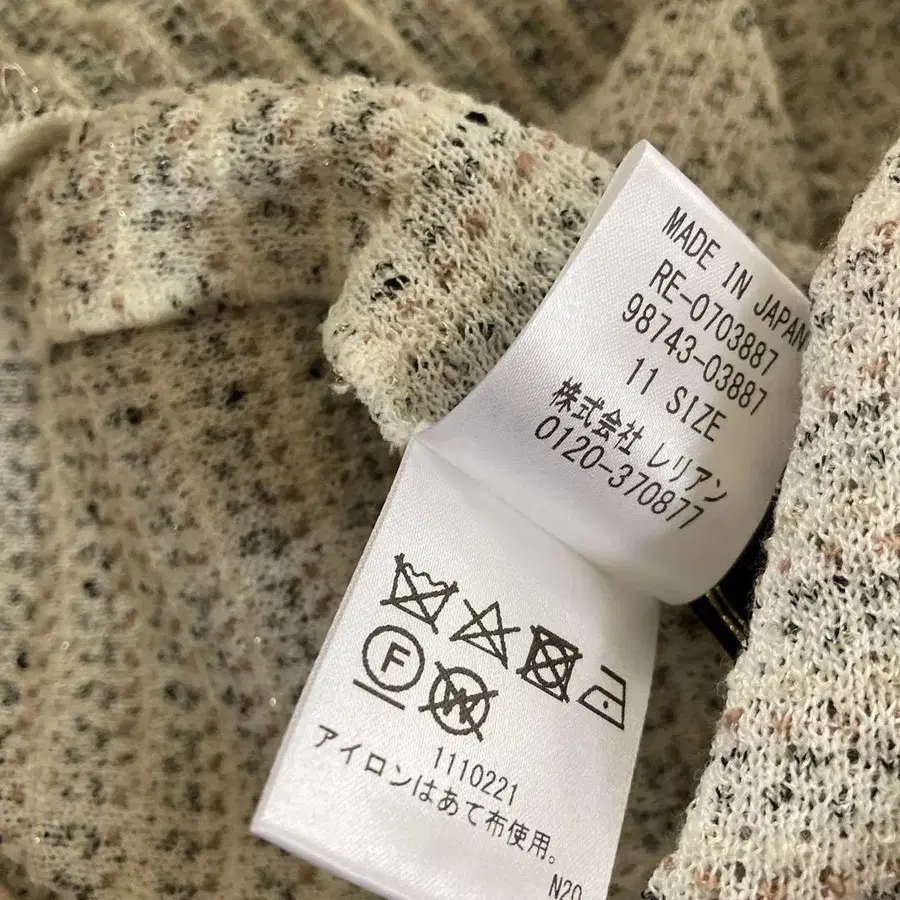 MADE IN JAPAN
RE-0703887
98743-03887
11 SIZE
株式会社 レリアン
0120-370877
F
W
1110221
アイロンはあて布使用。
N20